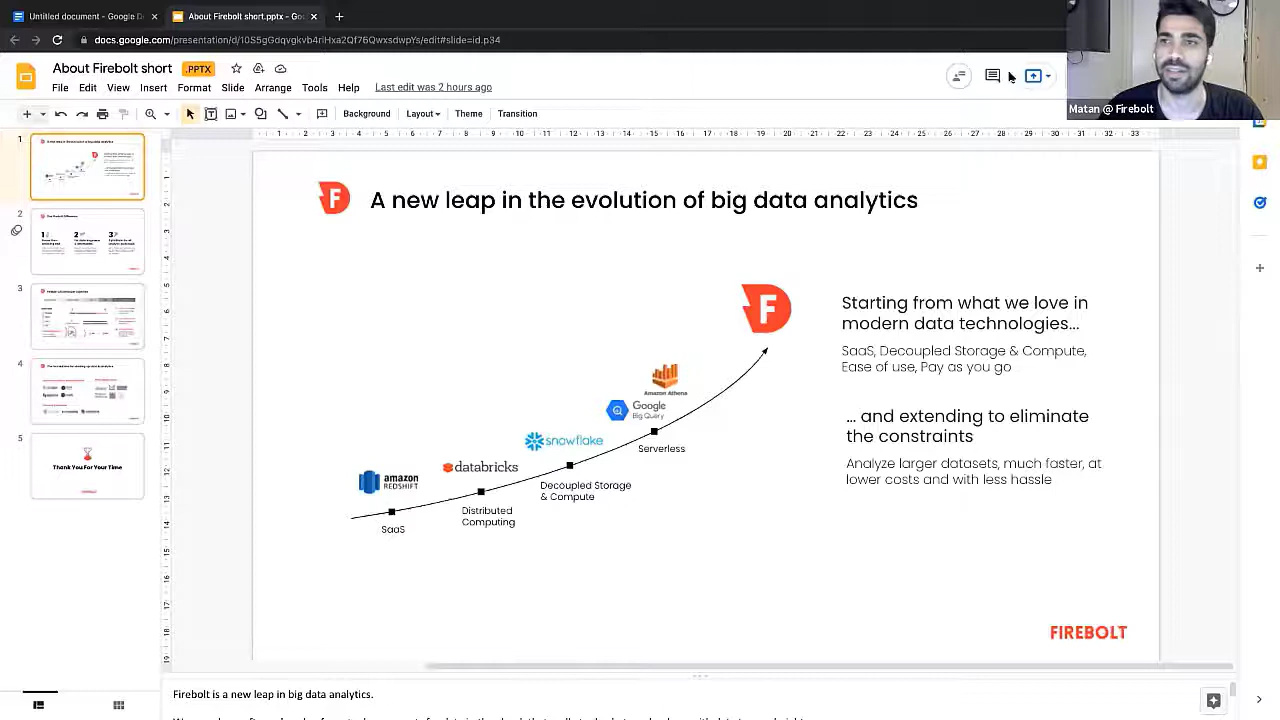 Untitled document - Google D
About Firebolt short.pptx - Go
docs.google.com/presentation/d/
/edit#slide=id.p34
About Firebolt short .PPTX
File Edit View Insert Format Slide Arrange Tools Help Last edit was 2 hours ago
Background Layout Theme Transition
Matan @ Firebolt
1
2
3
4
5
Thank You For Your Time
A new leap in the evolution of big data analytics
F
F
Starting from what we love in
modern data technologies...
SaaS, Decoupled Storage & Compute,
Ease of use, Pay as you go
... and extending to eliminate
the constraints
Analyze larger datasets, much faster, at
lower costs and with less hassle
Amazon Athena
Google
Big Query
Serverless
snowflake
Decoupled Storage
& Compute
databricks
Distributed
Computing
amazon
REDSHIFT
SaaS
FIREBOLT
Firebolt is a new leap in big data analytics.